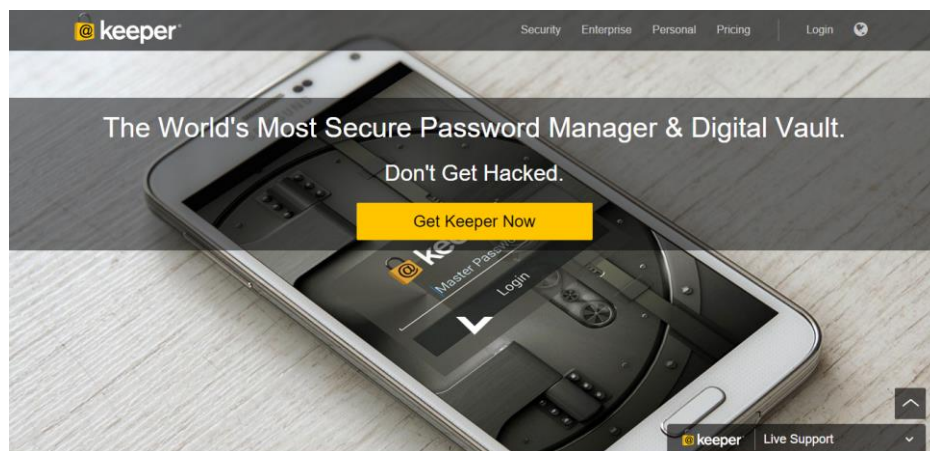 @ keeper
Security Enterprise Personal Pricing Login
The World's Most Secure Password Manager & Digital Vault.
Don't Get Hacked.
Get Keeper Now
@ keeper
Master Password
Login
@ keeper Live Support